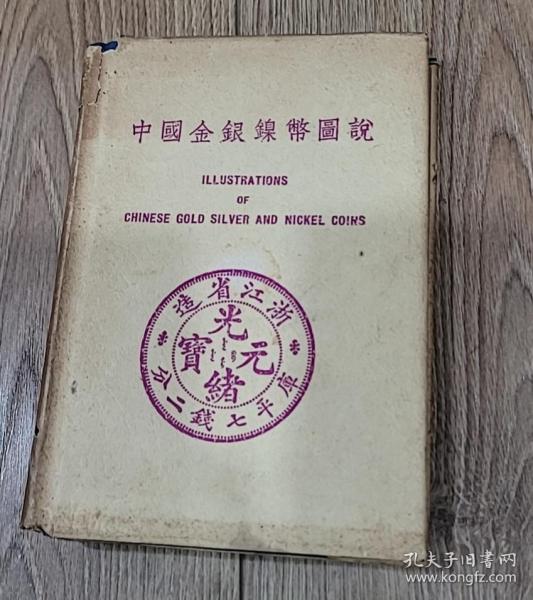 中國金銀鎳幣圖說
ILLUSTRATIONS
OF
CHINESE GOLD SILVER AND NICKEL COINS
造省江浙
光緒元寶
庫平七錢二分
孔夫子旧书网
www.kongfz.com